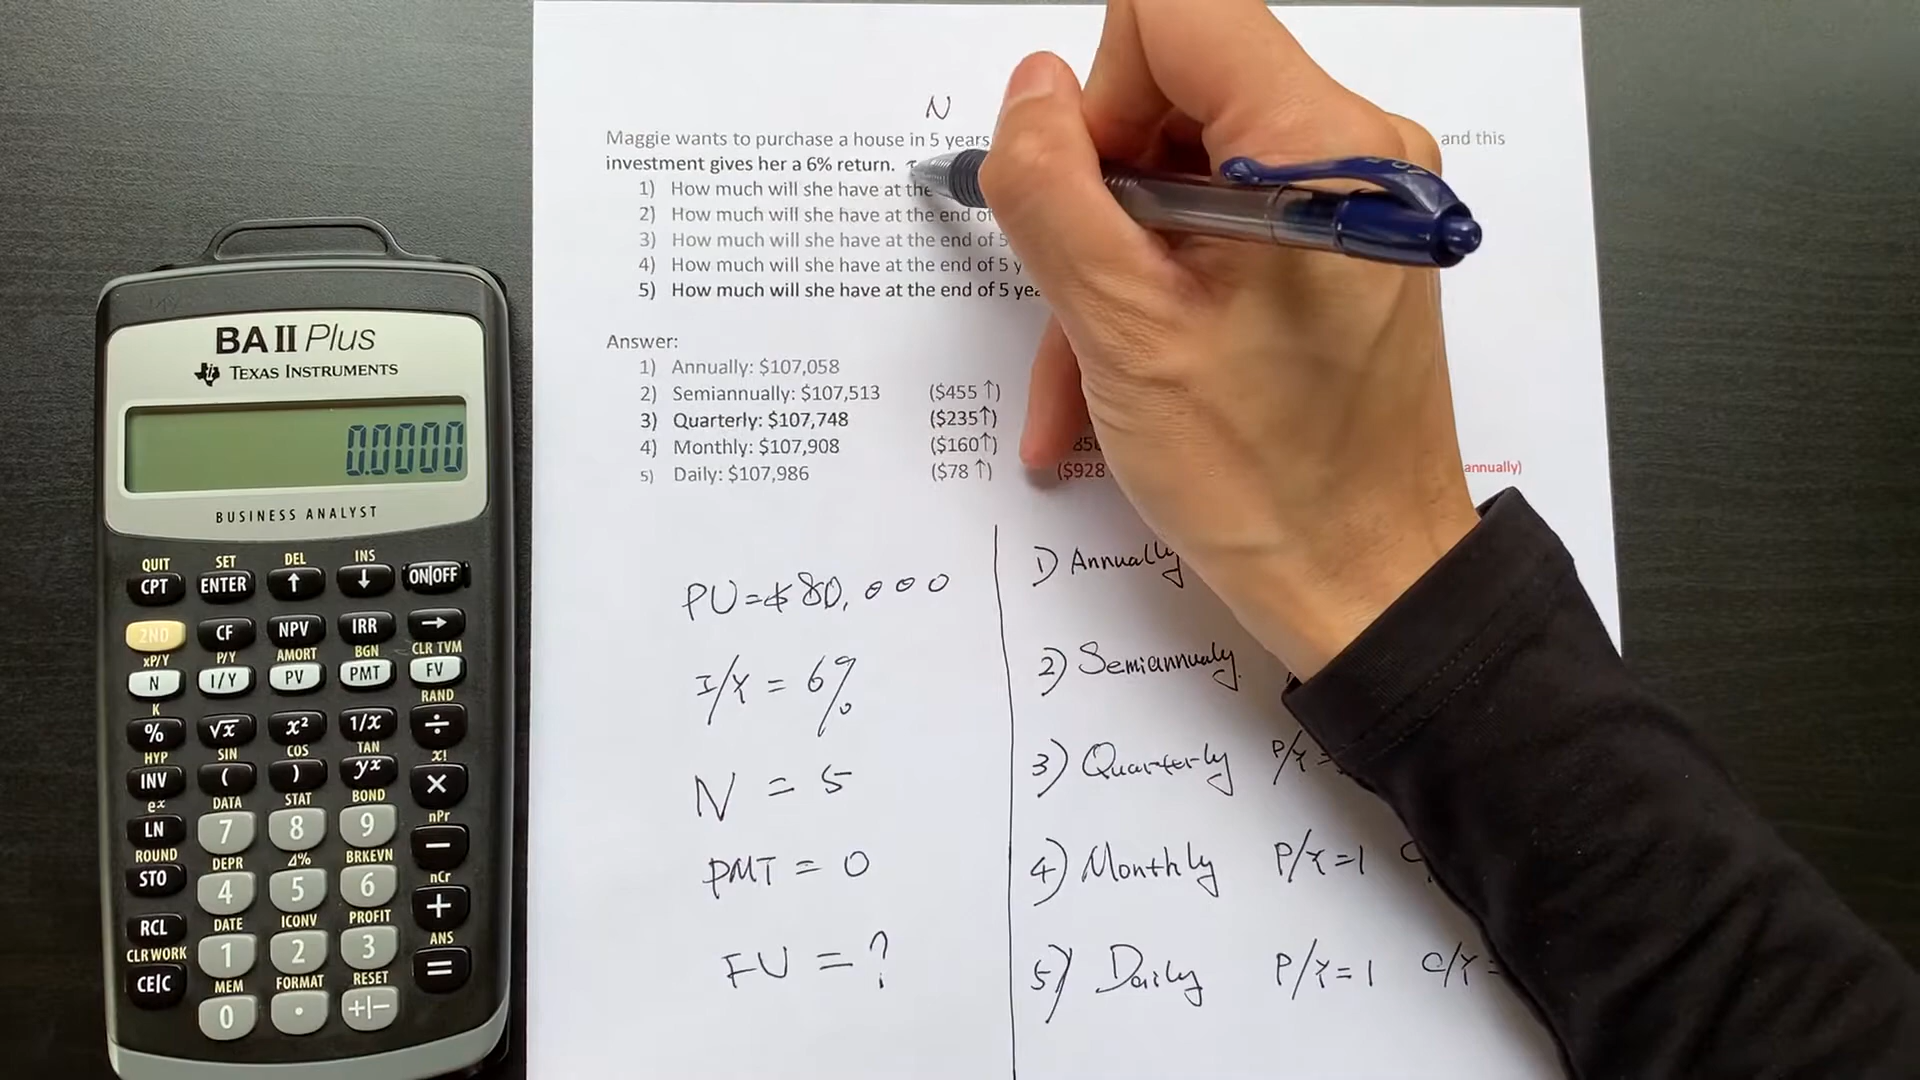 N
Maggie wants to purchase a house in 5 years and this
investment gives her a 6% return.
1) How much will she have at the
2) How much will she have at the end of
3) How much will she have at the end of 5
4) How much will she have at the end of 5 y
5) How much will she have at the end of 5 yea
Answer:
1) Annually: $107,058
2) Semiannually: $107,513 ($455 ↑)
3) Quarterly: $107,748 ($235↑)
4) Monthly: $107,908 ($160↑)
5) Daily: $107,986 ($78 ↑) ($928 annually)
PV=$80,000
I/Y = 6%
N = 5
PMT = 0
FV = ?
1) Annually
2) Semiannualy
3) Quarterly P/Y =
4) Monthly P/Y=1 C
5) Daily P/Y=1 C/Y=
BA II Plus
TEXAS INSTRUMENTS
0.0000
BUSINESS ANALYST
QUIT SET DEL INS
CPT ENTER ↑ ↓ ON|OFF
2ND CF NPV IRR →
xP/Y P/Y AMORT BGN CLR TVM
N I/Y PV PMT FV
K RAND
% √x x² 1/x ÷
HYP SIN COS TAN x!
INV ( ) yx ×
ex DATA STAT BOND nPr
LN 7 8 9 −
ROUND DEPR Δ% BRKEVN nCr
STO 4 5 6 +
DATE ICONV PROFIT ANS
RCL 1 2 3 =
CLR WORK MEM FORMAT RESET
CE|C 0 . +|−